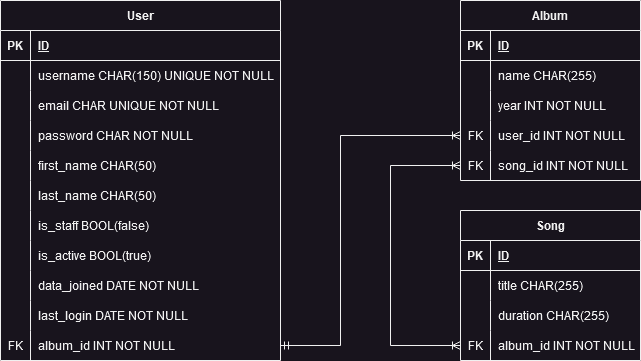 User
PK ID
username CHAR(150) UNIQUE NOT NULL
email CHAR UNIQUE NOT NULL
password CHAR NOT NULL
first_name CHAR(50)
last_name CHAR(50)
is_staff BOOL(false)
is_active BOOL(true)
data_joined DATE NOT NULL
last_login DATE NOT NULL
FK album_id INT NOT NULL
Album
PK ID
name CHAR(255)
year INT NOT NULL
FK user_id INT NOT NULL
FK song_id INT NOT NULL
Song
PK ID
title CHAR(255)
duration CHAR(255)
FK album_id INT NOT NULL